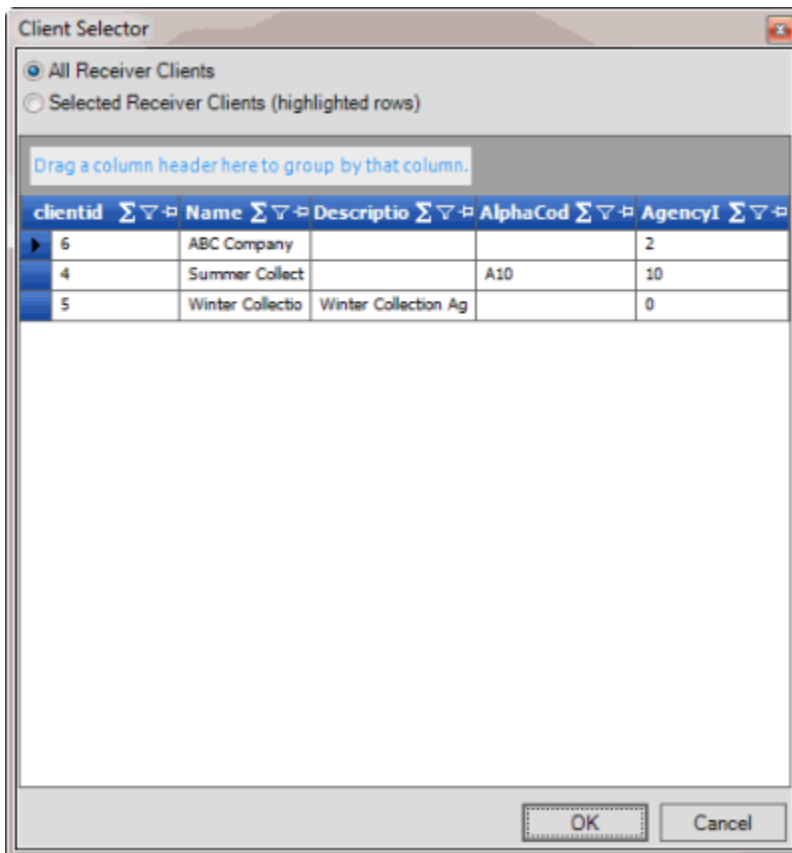 Client Selector
All Receiver Clients
Selected Receiver Clients (highlighted rows)
Drag a column header here to group by that column.
clientid Σ Name Σ Descriptio Σ AlphaCod Σ AgencyI Σ
6 ABC Company 2
4 Summer Collect A10 10
5 Winter Collectio Winter Collection Ag 0
OK Cancel